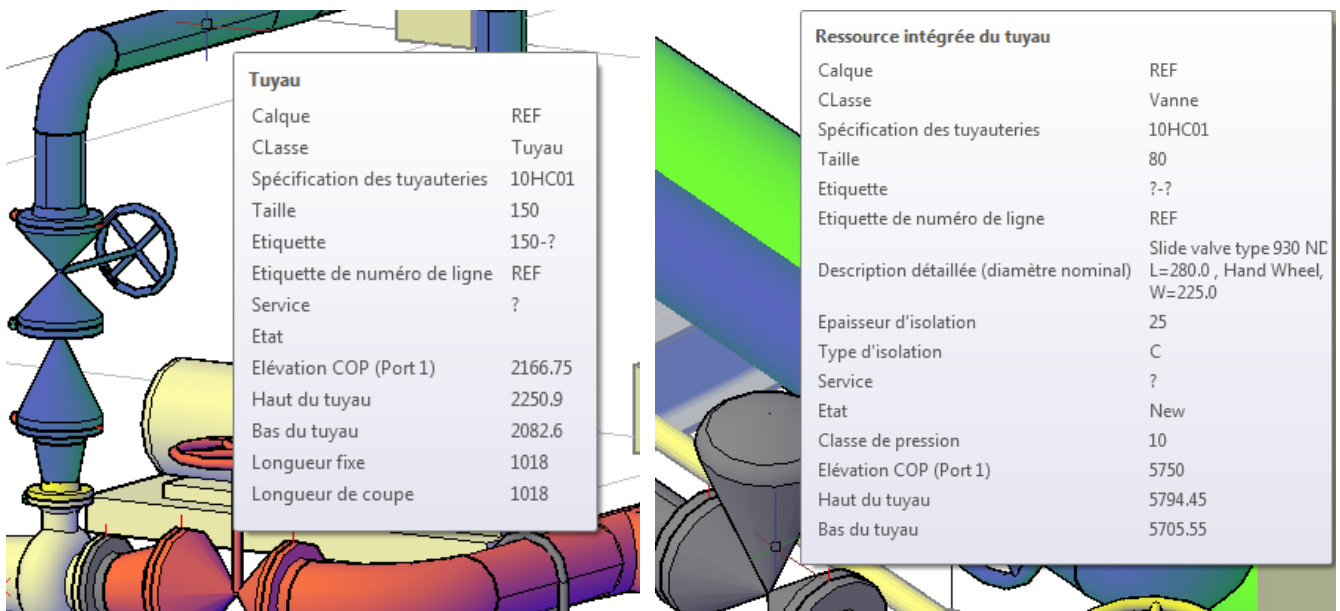 Tuyau
Calque REF
CLasse Tuyau
Spécification des tuyauteries 10HC01
Taille 150
Etiquette 150-?
Etiquette de numéro de ligne REF
Service ?
Etat
Elévation COP (Port 1) 2166.75
Haut du tuyau 2250.9
Bas du tuyau 2082.6
Longueur fixe 1018
Longueur de coupe 1018
Ressource intégrée du tuyau
Calque REF
CLasse Vanne
Spécification des tuyauteries 10HC01
Taille 80
Etiquette ?-?
Etiquette de numéro de ligne REF
Slide valve type 930 ND
Description détaillée (diamètre nominal) L=280.0 , Hand Wheel,
W=225.0
Epaisseur d'isolation 25
Type d'isolation C
Service ?
Etat New
Classe de pression 10
Elévation COP (Port 1) 5750
Haut du tuyau 5794.45
Bas du tuyau 5705.55